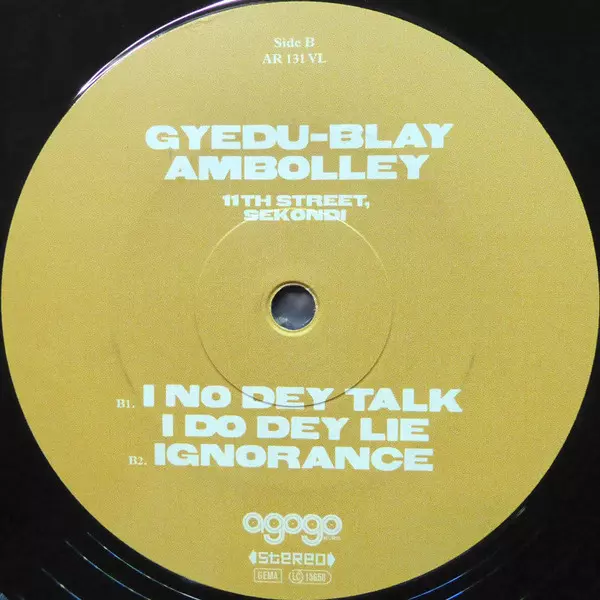 Side B
AR 131 VL
GYEDU-BLAY
AMBOLLEY
11TH STREET,
SEKONDI
B1. I NO DEY TALK
I DO DEY LIE
B2. IGNORANCE
agogo
STEREO
GEMA LC 15650